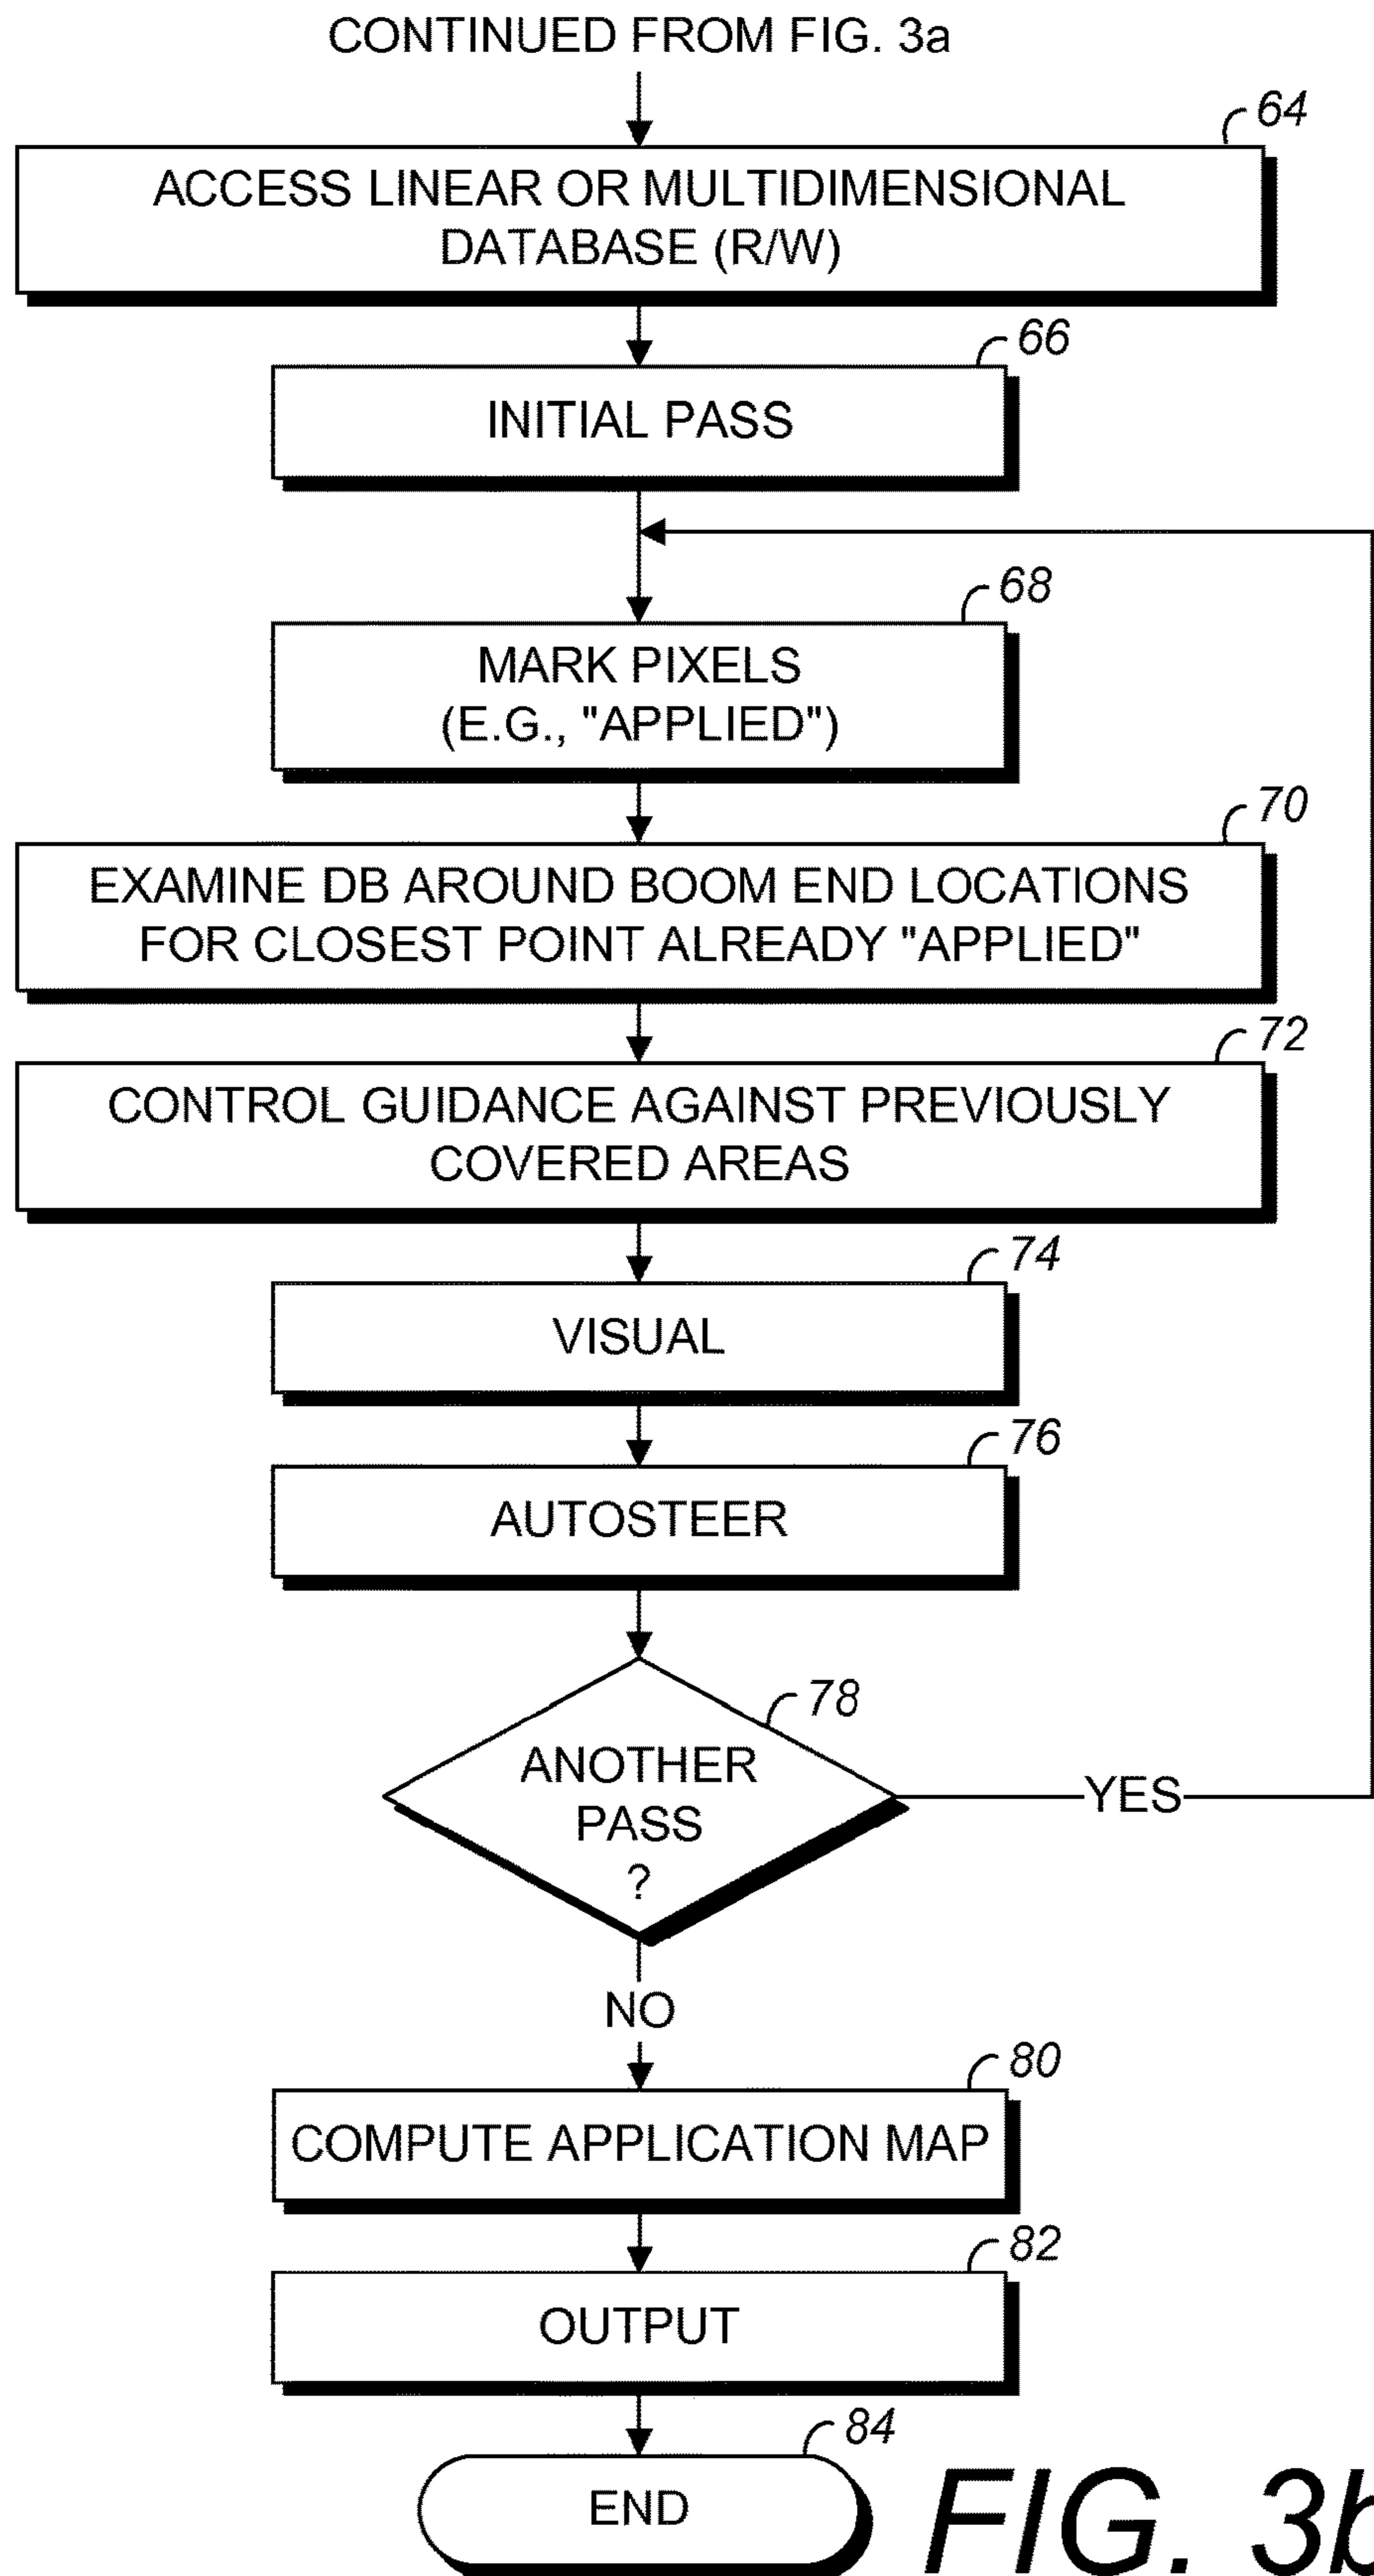 CONTINUED FROM FIG. 3a
64
ACCESS LINEAR OR MULTIDIMENSIONAL
DATABASE (R/W)
66
INITIAL PASS
68
MARK PIXELS
(E.G., "APPLIED")
70
EXAMINE DB AROUND BOOM END LOCATIONS
FOR CLOSEST POINT ALREADY "APPLIED"
72
CONTROL GUIDANCE AGAINST PREVIOUSLY
COVERED AREAS
74
VISUAL
76
AUTOSTEER
78
ANOTHER
PASS
?
YES
NO
80
COMPUTE APPLICATION MAP
82
OUTPUT
84
END
FIG. 3b